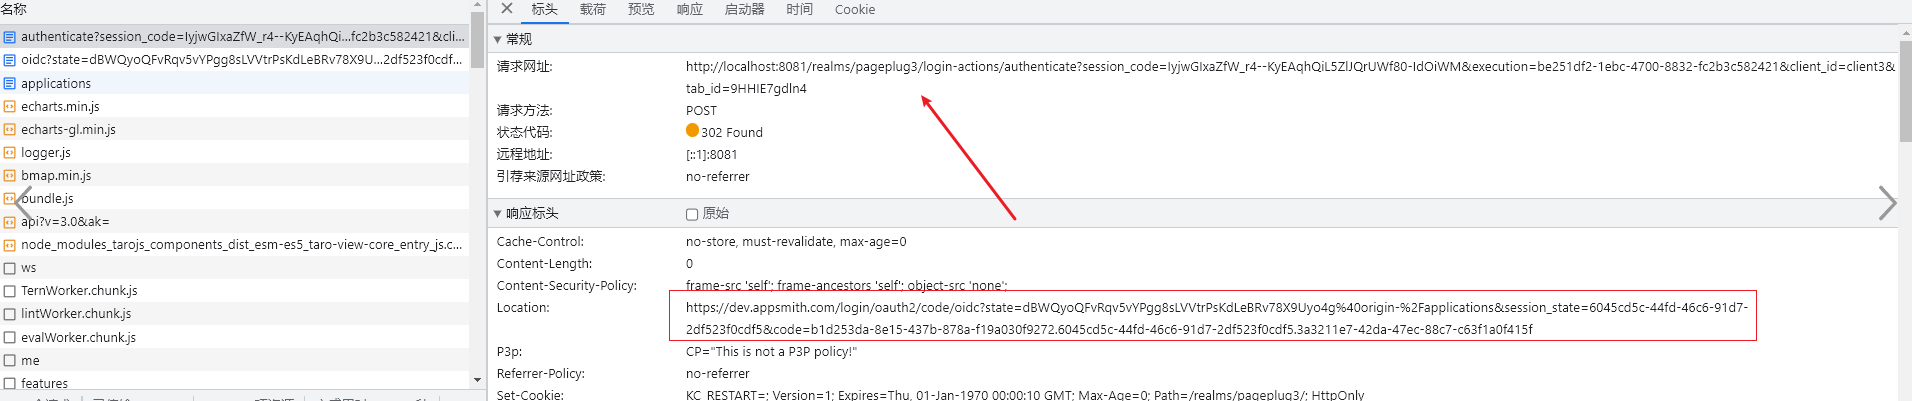 名称
authenticate?session_code=IyjwGIxaZfW_r4--KyEAqhQi...fc2b3c582421&cli...
oidc?state=dBWQyoQFvRqv5vYPgg8sLVVtrPsKdLeBRv78X9U...2df523f0cdf...
applications
echarts.min.js
echarts-gl.min.js
logger.js
bmap.min.js
bundle.js
api?v=3.0&ak=
node_modules_tarojs_components_dist_esm-es5_taro-view-core_entry_js.c...
ws
TernWorker.chunk.js
lintWorker.chunk.js
evalWorker.chunk.js
me
features
标头 载荷 预览 响应 启动器 时间 Cookie
常规
请求网址: http://localhost:8081/realms/pageplug3/login-actions/authenticate?session_code=IyjwGIxaZfW_r4--KyEAqhQiL5ZlJQrUWf80-IdOiWM&execution=be251df2-1ebc-4700-8832-fc2b3c582421&client_id=client3&
tab_id=9HHIE7gdln4
请求方法: POST
状态代码: 302 Found
远程地址: [::1]:8081
引荐来源网址政策: no-referrer
响应标头 原始
Cache-Control: no-store, must-revalidate, max-age=0
Content-Length: 0
Content-Security-Policy: frame-src 'self'; frame-ancestors 'self'; object-src 'none';
Location: https://dev.appsmith.com/login/oauth2/code/oidc?state=dBWQyoQFvRqv5vYPgg8sLVVtrPsKdLeBRv78X9Uyo4g%40origin-%2Fapplications&session_state=6045cd5c-44fd-46c6-91d7-
2df523f0cdf5&code=b1d253da-8e15-437b-878a-f19a030f9272.6045cd5c-44fd-46c6-91d7-2df523f0cdf5.3a3211e7-42da-47ec-88c7-c63f1a0f415f
P3p: CP="This is not a P3P policy!"
Referrer-Policy: no-referrer
Set-Cookie: KC_RESTART=; Version=1; Expires=Thu, 01-Jan-1970 00:00:10 GMT; Max-Age=0; Path=/realms/pageplug3/; HttpOnly